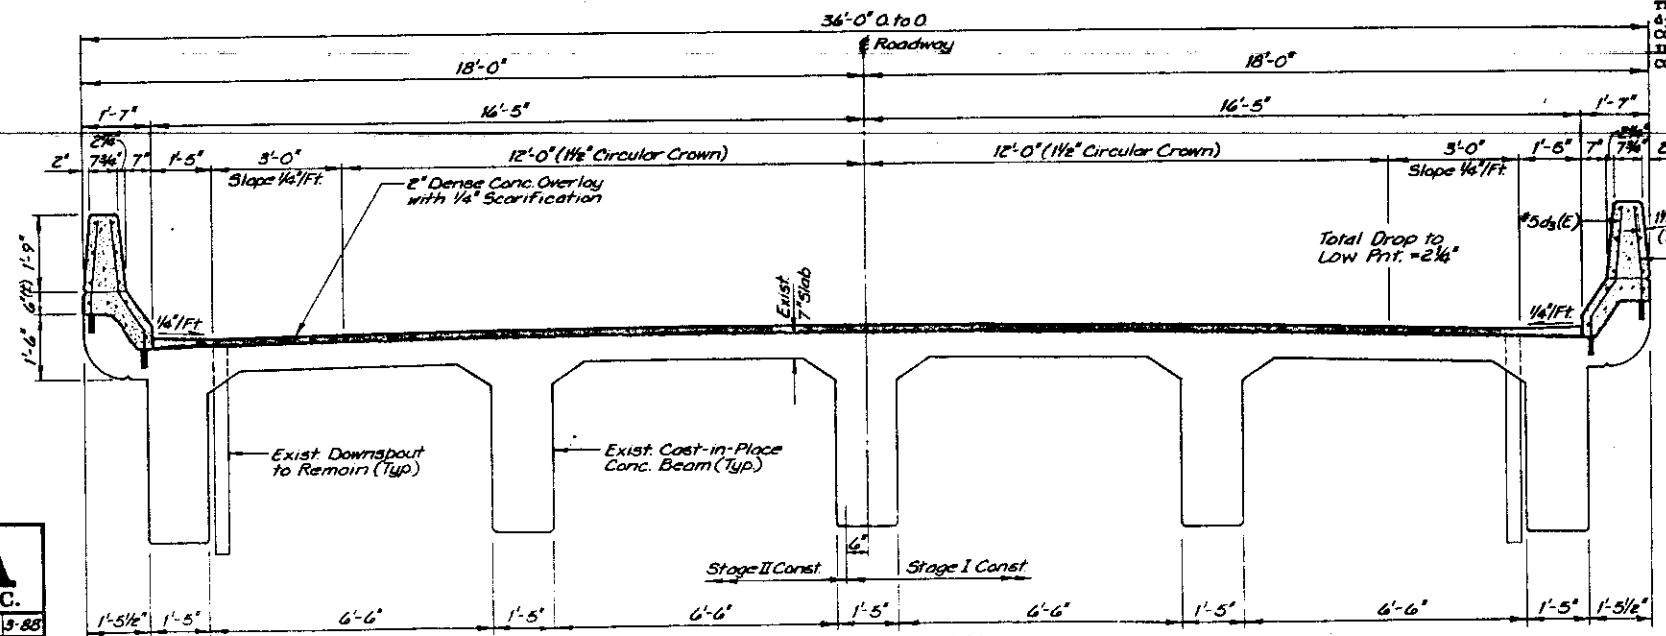 36'-0" O. to O.
℄ Roadway
18'-0" 18'-0"
1'-7" 16'-5" 16'-5" 1'-7"
2¼" 2¼"
2" 7¾" 7" 1'-5" 3'-0" 12'-0" (1½" Circular Crown) 12'-0" (1½" Circular Crown) 3'-0" 1'-5" 7" 7¾" 2
Slope ¼"/Ft. Slope ¼"/Ft.
2" Dense Conc. Overlay
with ¼" Scarification
#5d₃(E)
1'-9"
6"(±)
1'-6"
Total Drop to
Low Pnt. = 2¼"
Exist.
7" Slab
¼"/Ft. ¼"/Ft.
Exist. Downspout
to Remain (Typ.)
Exist. Cast-in-Place
Conc. Beam (Typ.)
6"
Stage II Const. Stage I Const.
C.
3-88
1'-5½" 1'-5" 6'-6" 1'-5" 6'-6" 1'-5" 6'-6" 1'-5" 6'-6" 1'-5" 1'-5½"